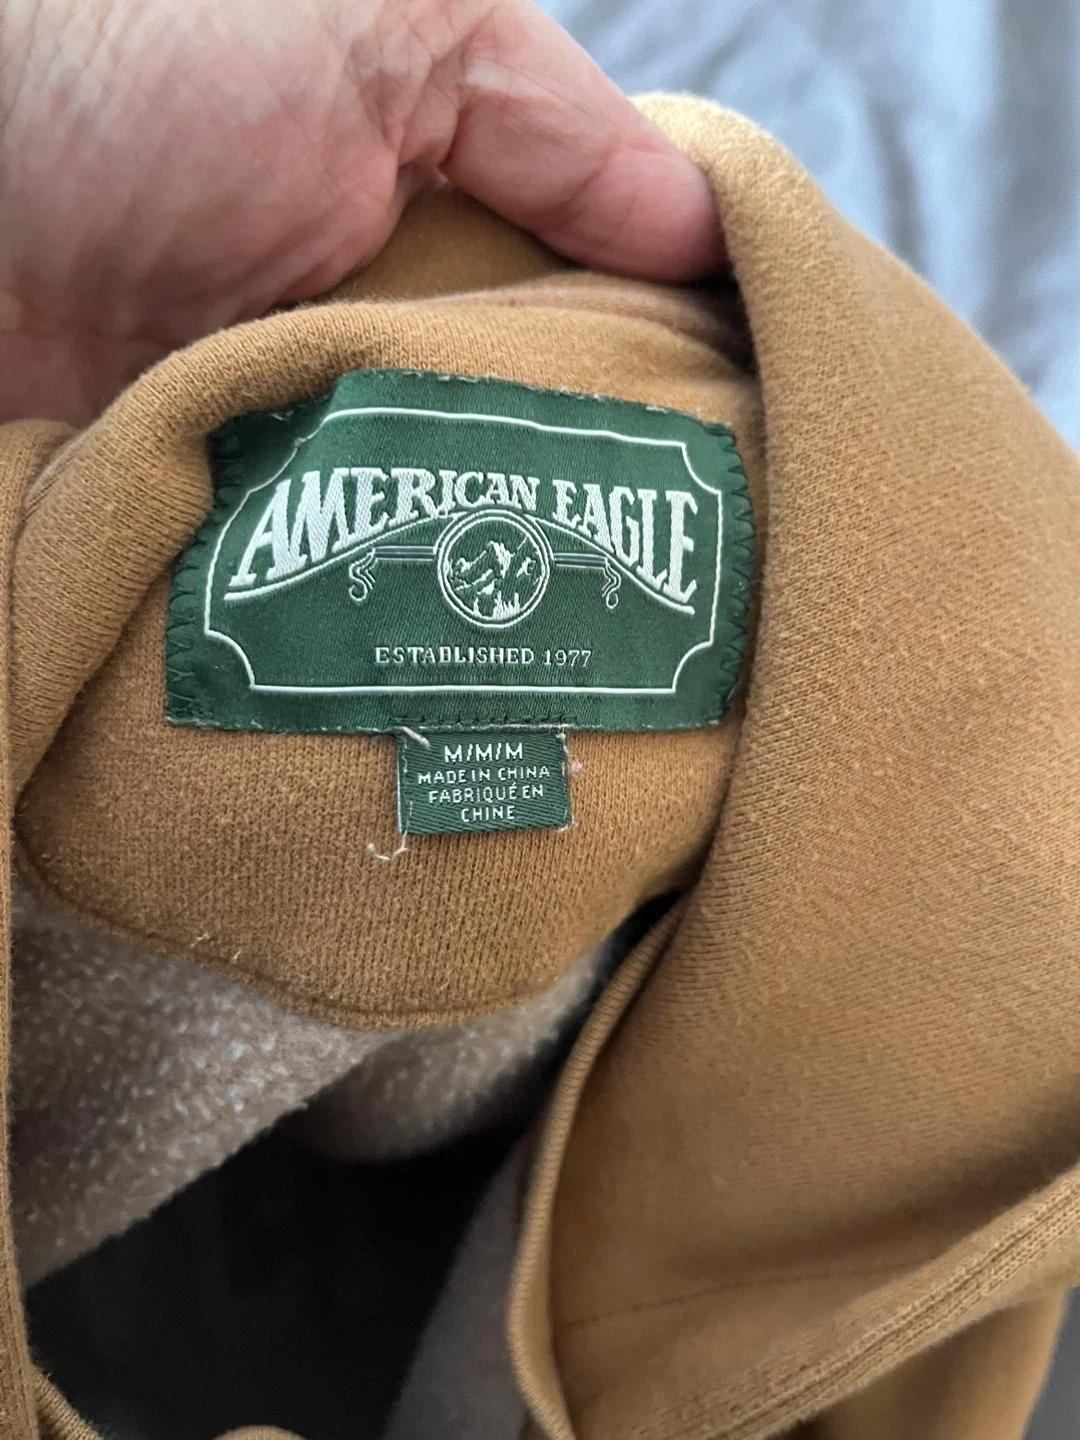 AMERICAN EAGLE
ESTABLISHED 1977
M/M/M
MADE IN CHINA
FABRIQUÉ EN
CHINE